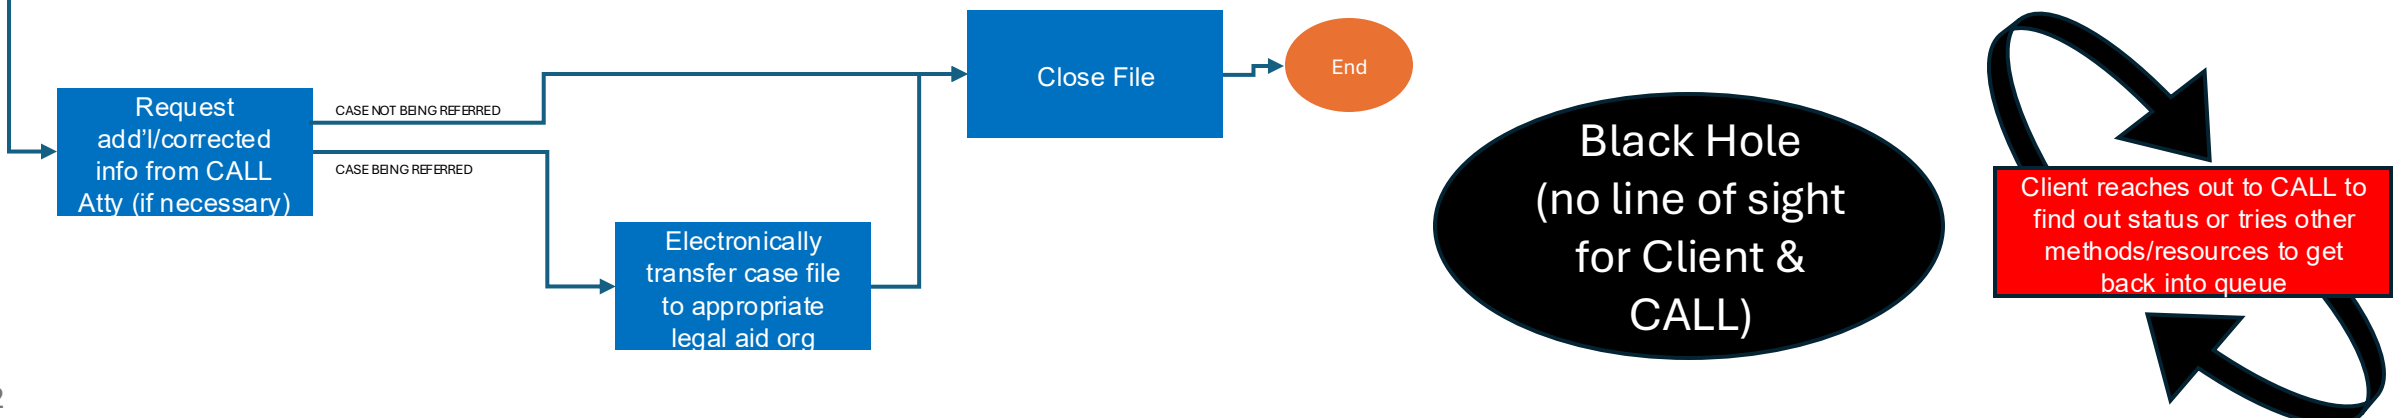 Request
add'l/corrected
info from CALL
Atty (if necessary)
CASE NOT BEING REFERRED
CASE BEING REFERRED
Electronically
transfer case file
to appropriate
legal aid org
Close File
End
Black Hole
(no line of sight
for Client &
CALL)
Client reaches out to CALL to
find out status or tries other
methods/resources to get
back into queue